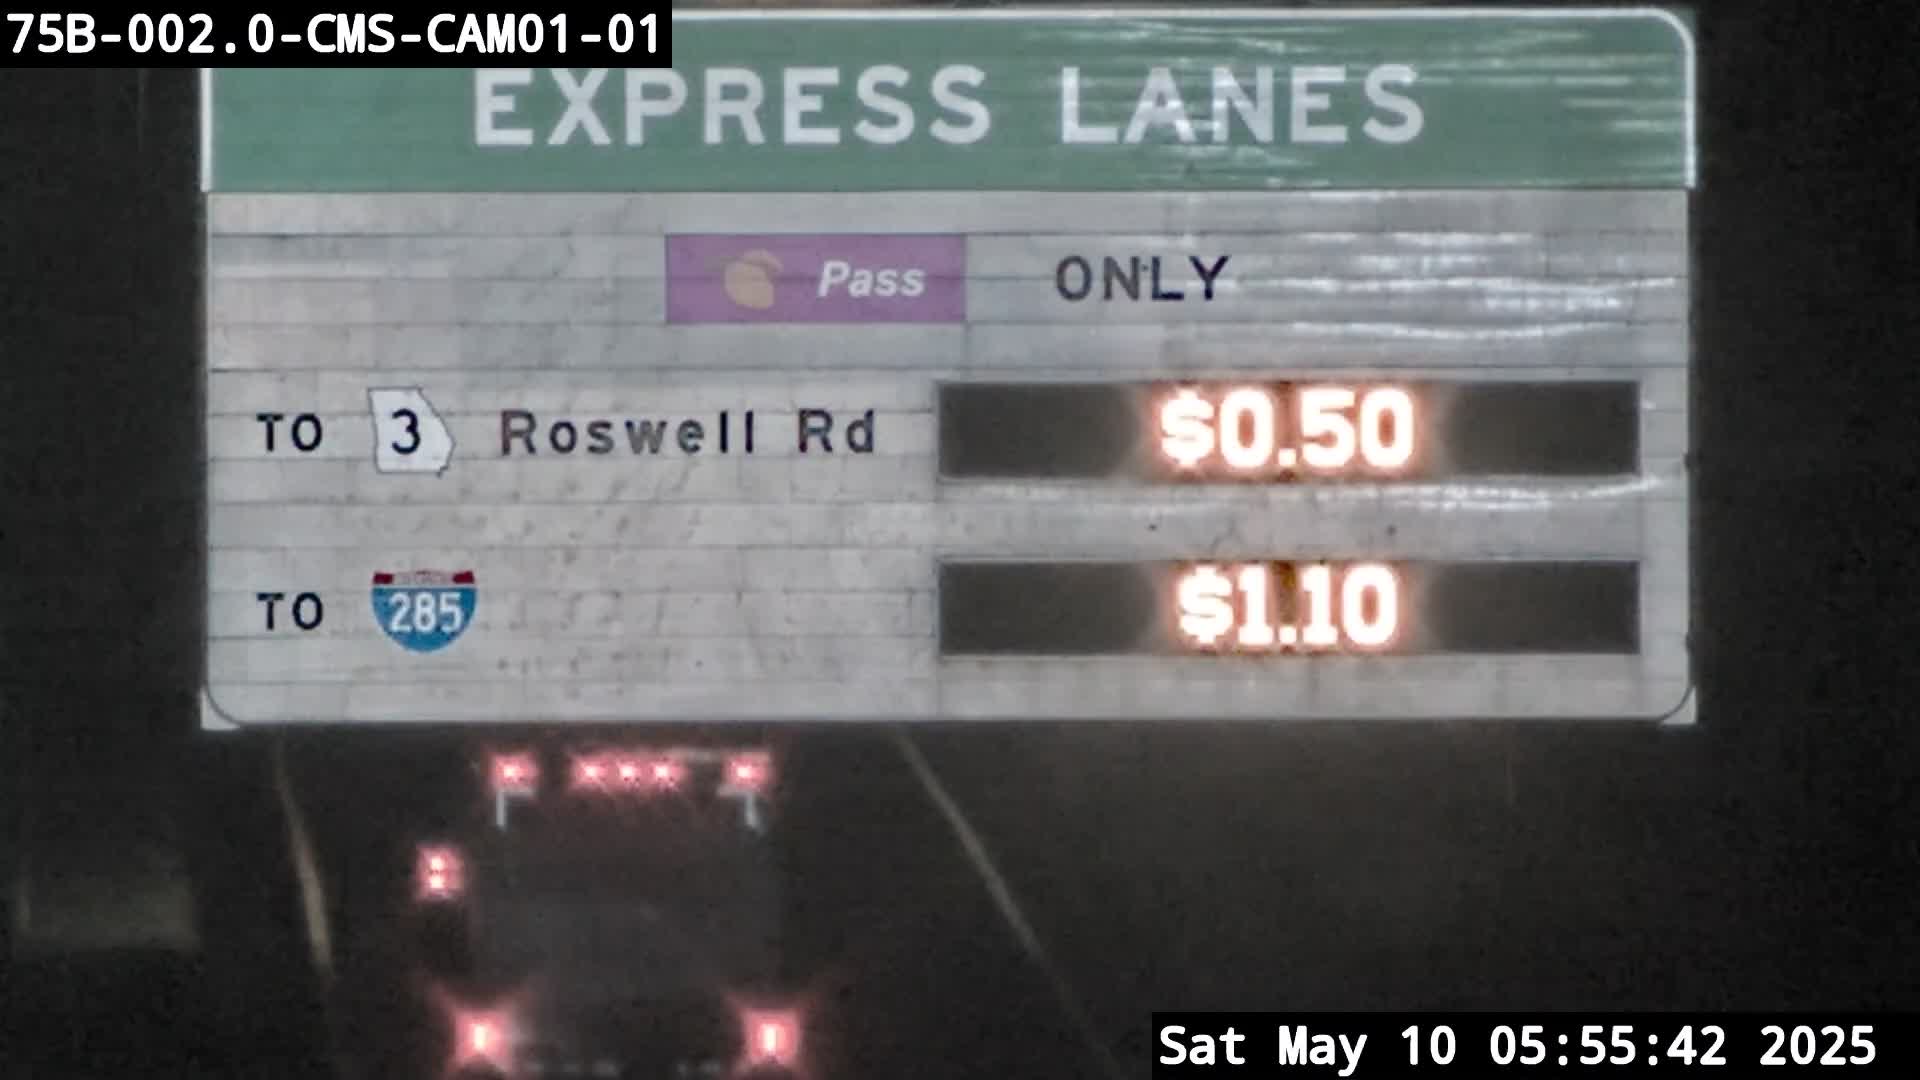 75B-002.0-CMS-CAM01-01
EXPRESS LANES
Pass ONLY
TO 3 Roswell Rd $0.50
TO 285 $1.10
Sat May 10 05:55:42 2025